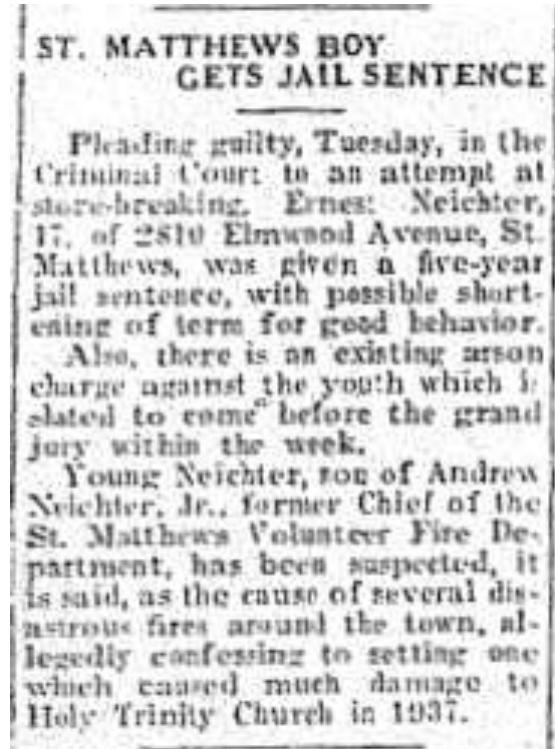 ST. MATTHEWS BOY
GETS JAIL SENTENCE
Pleading guilty, Tuesday, in the
Criminal Court to an attempt at
store-breaking, Ernest Neichter,
17, of 2810 Elmwood Avenue, St.
Matthews, was given a five-year
jail sentence, with possible short-
ening of term for good behavior.
Also, there is an existing arson
charge against the youth which is
slated to come before the grand
jury within the week.
Young Neichter, son of Andrew
Neichter, Jr., former Chief of the
St. Matthews Volunteer Fire De-
partment, has been suspected, it
is said, as the cause of several dis-
astrous fires around the town, al-
legedly confessing to setting one
which caused much damage to
Holy Trinity Church in 1937.